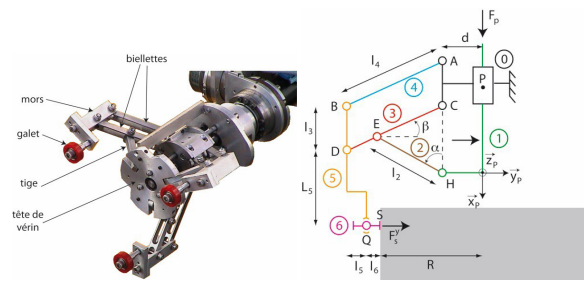 biellettes
mors
galet
tige
tête de
vérin
F_p
d
0
l_4
A
P
4
B
C
3
E
β
l_3
D
2
α
1
l_2
H
z_p
y_p
x_p
5
L_5
6
S
F_s^y
Q
l_5
l_6
R